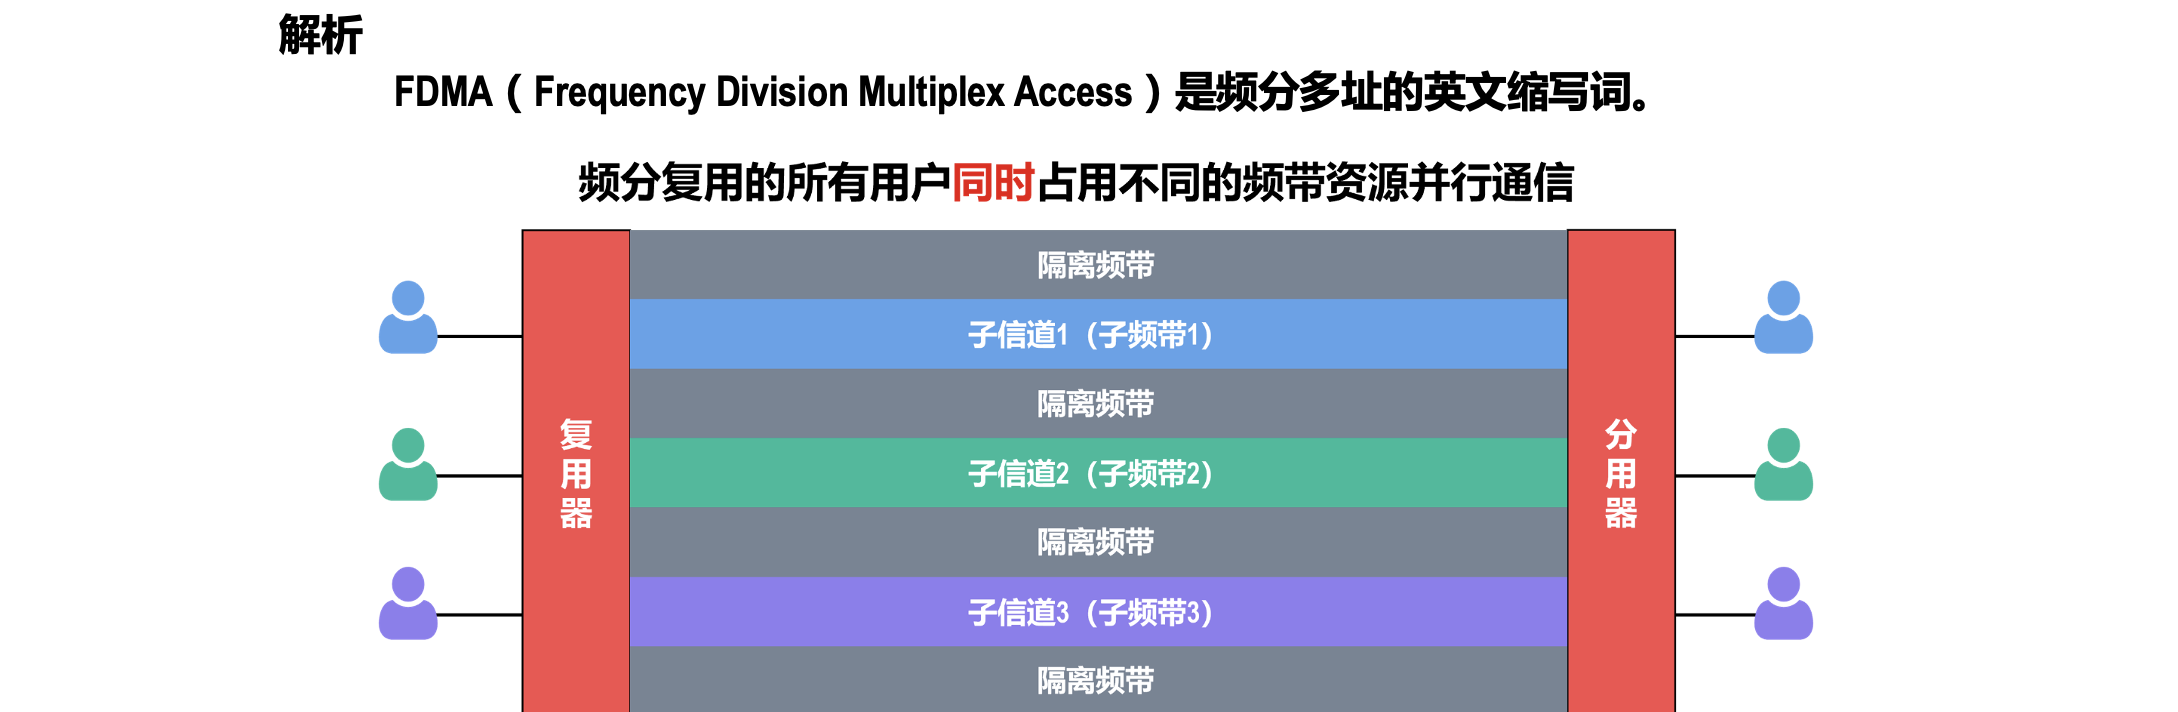 解析
FDMA（Frequency Division Multiplex Access）是频分多址的英文缩写词。
频分复用的所有用户同时占用不同的频带资源并行通信
隔离频带
子信道1（子频带1）
隔离频带
复用器
子信道2（子频带2）
分用器
隔离频带
子信道3（子频带3）
隔离频带